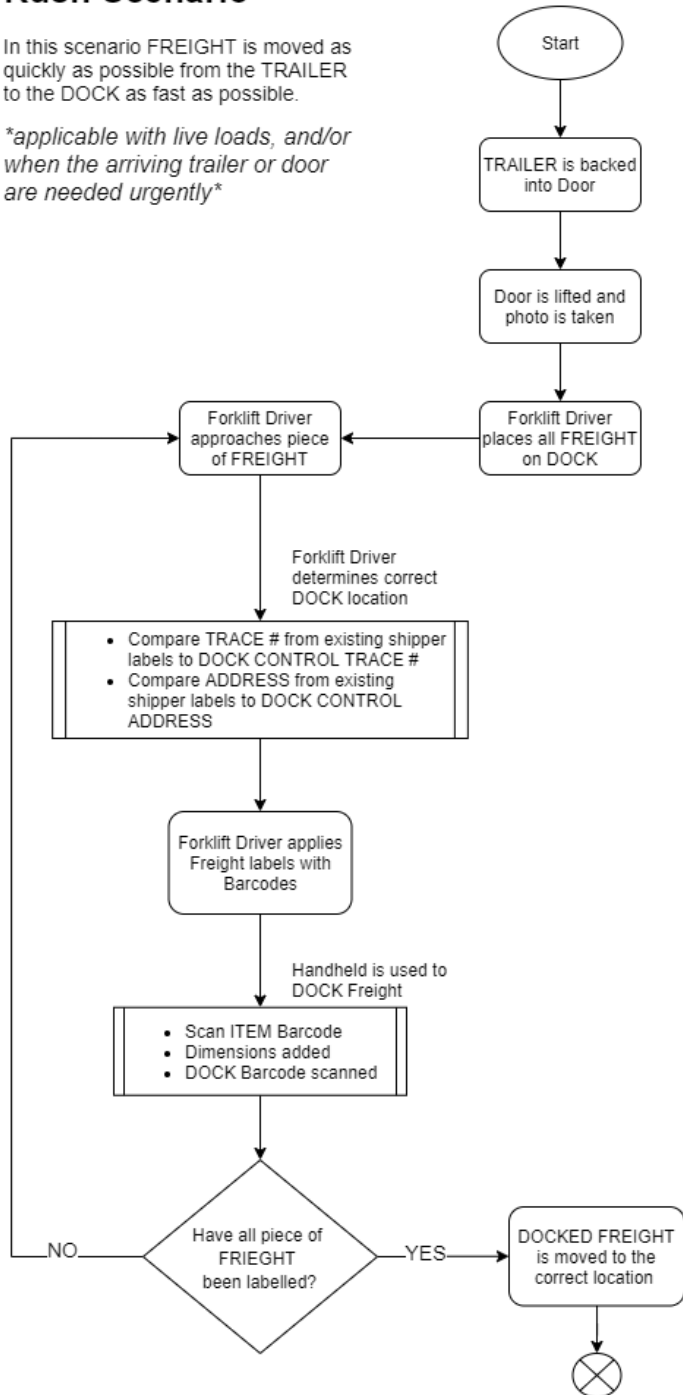 Rush Scenario
In this scenario FREIGHT is moved as
quickly as possible from the TRAILER
to the DOCK as fast as possible.
*applicable with live loads, and/or
when the arriving trailer or door
are needed urgently*
Start
TRAILER is backed
into Door
Door is lifted and
photo is taken
Forklift Driver
places all FREIGHT
on DOCK
Forklift Driver
approaches piece
of FREIGHT
Forklift Driver
determines correct
DOCK location
• Compare TRACE # from existing shipper
labels to DOCK CONTROL TRACE #
• Compare ADDRESS from existing
shipper labels to DOCK CONTROL
ADDRESS
Forklift Driver applies
Freight labels with
Barcodes
Handheld is used to
DOCK Freight
• Scan ITEM Barcode
• Dimensions added
• DOCK Barcode scanned
Have all piece of
FRIEGHT
been labelled?
NO
YES
DOCKED FREIGHT
is moved to the
correct location